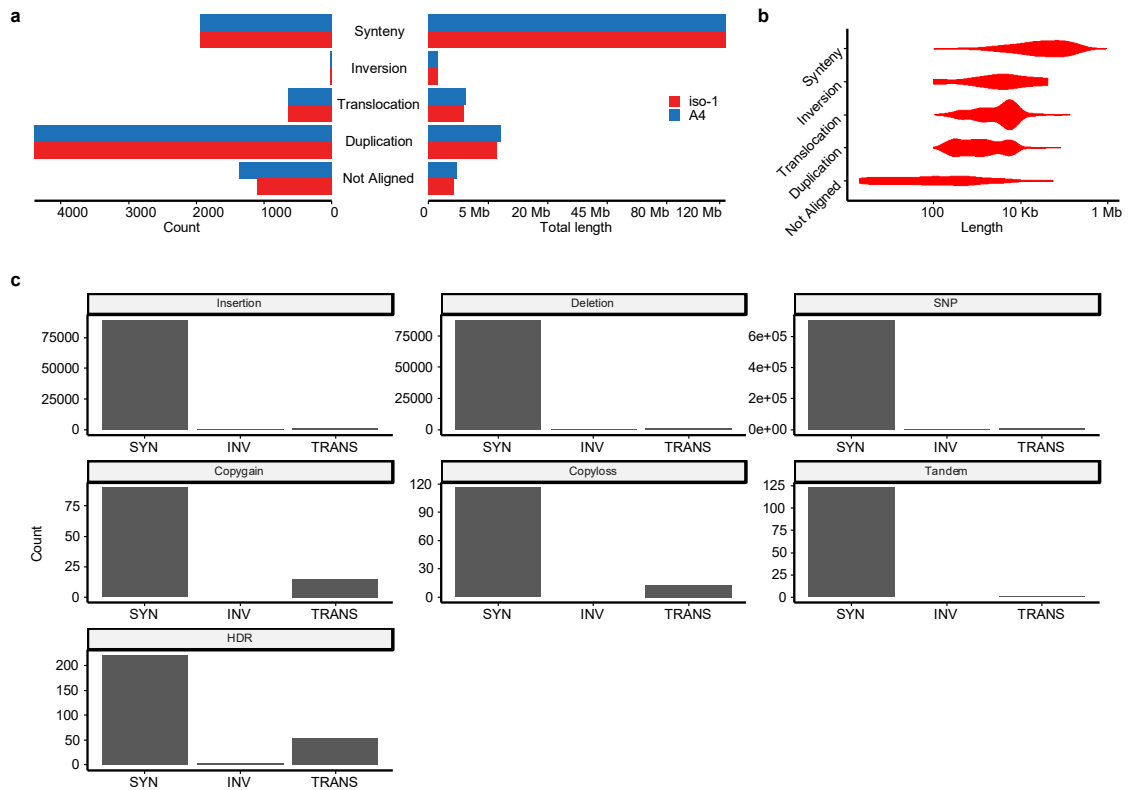 a
Synteny
Inversion
Translocation
Duplication
Not Aligned
4000 3000 2000 1000 0
Count
0 5 Mb 20 Mb 45 Mb 80 Mb 120 Mb
Total length
iso-1
A4
b
Synteny
Inversion
Translocation
Duplication
Not Aligned
100 10 Kb 1 Mb
Length
c
Count
Insertion
75000
50000
25000
0
SYN INV TRANS
Deletion
75000
50000
25000
0
SYN INV TRANS
SNP
6e+05
4e+05
2e+05
0e+00
SYN INV TRANS
Copygain
75
50
25
0
SYN INV TRANS
Copyloss
120
90
60
30
0
SYN INV TRANS
Tandem
125
100
75
50
25
0
SYN INV TRANS
HDR
200
150
100
50
0
SYN INV TRANS